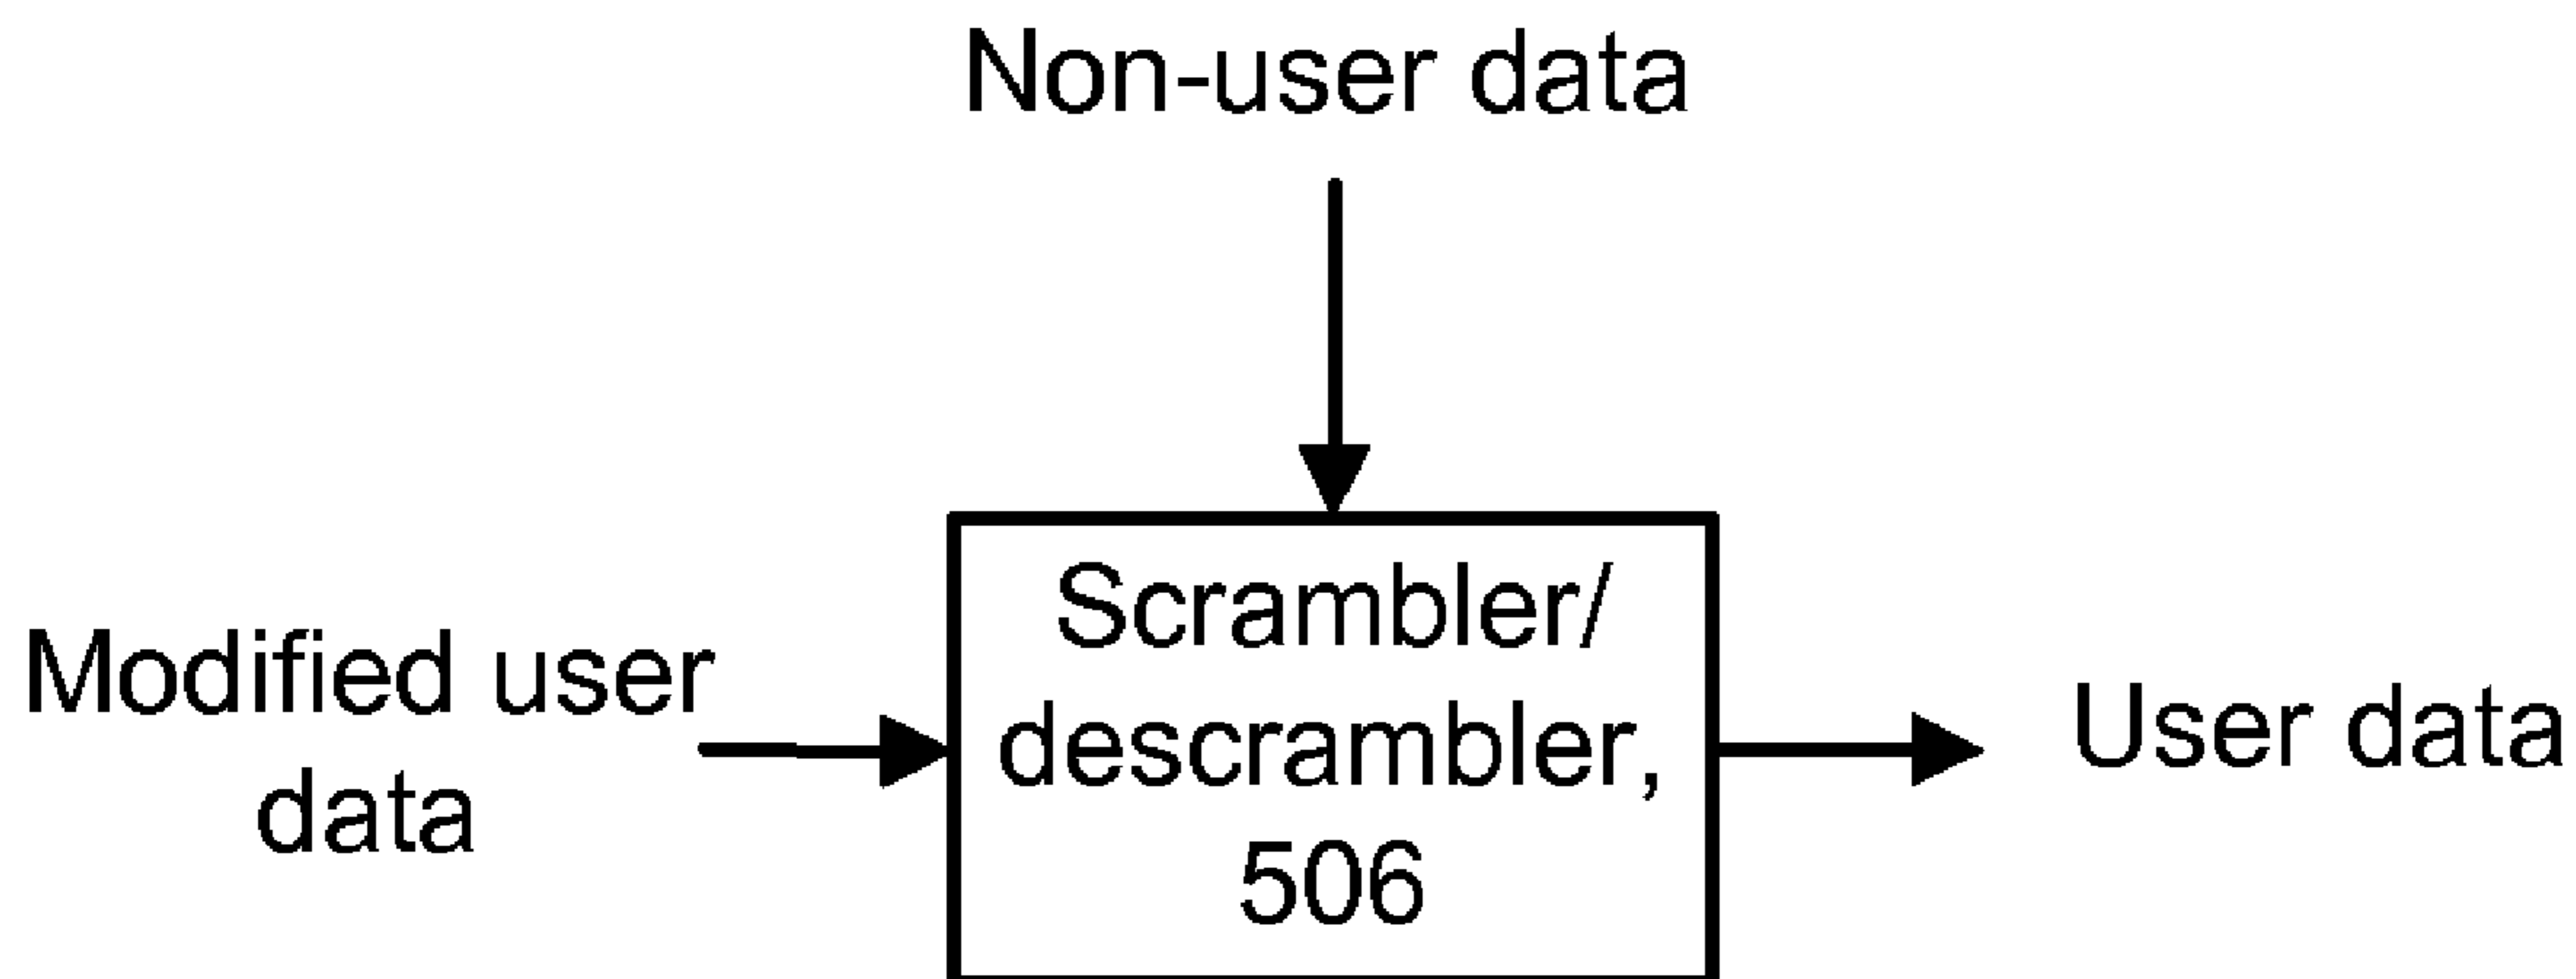 Non-user data
Modified user
data
Scrambler/
descrambler,
506
User data